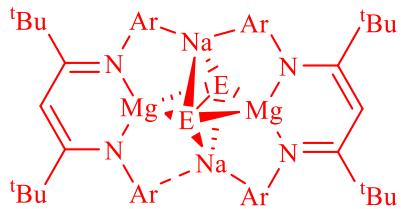 ᵗBu Ar Ar ᵗBu
Na
N E N
Mg Mg
E
N N
Na
ᵗBu Ar Ar ᵗBu